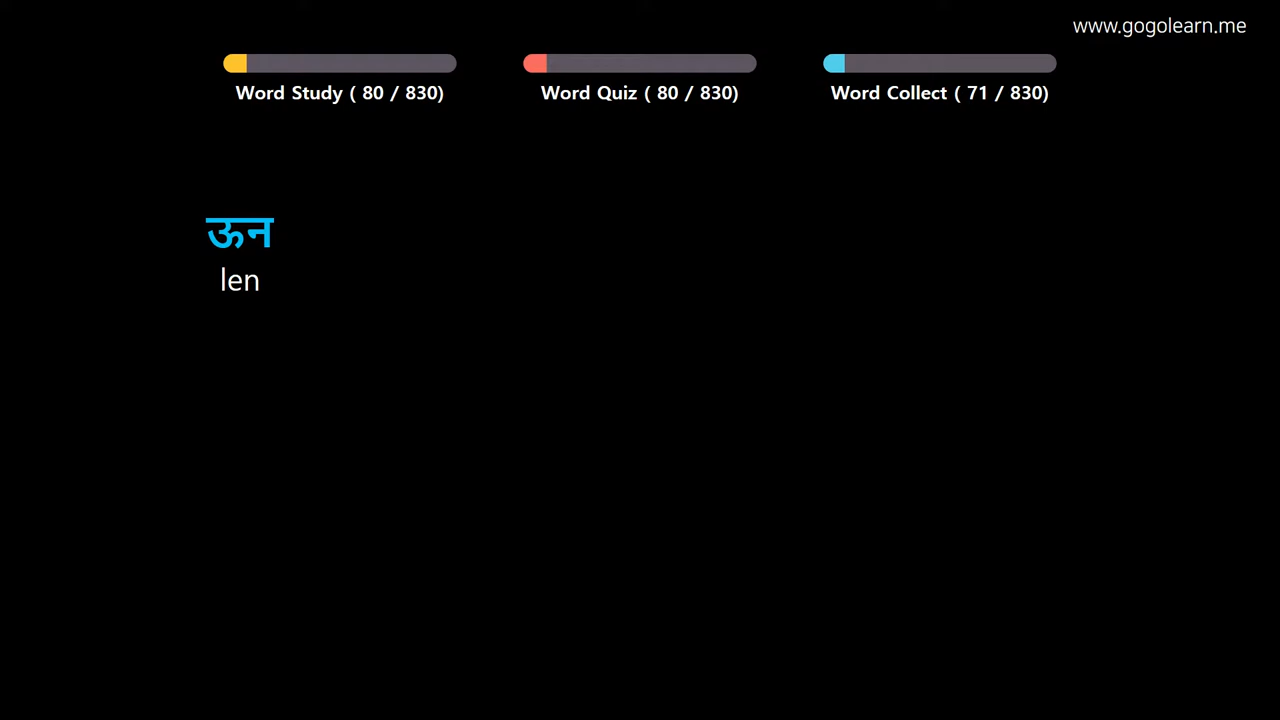 www.gogolearn.me
Word Study ( 80 / 830)
Word Quiz ( 80 / 830)
Word Collect ( 71 / 830)
ऊन
len